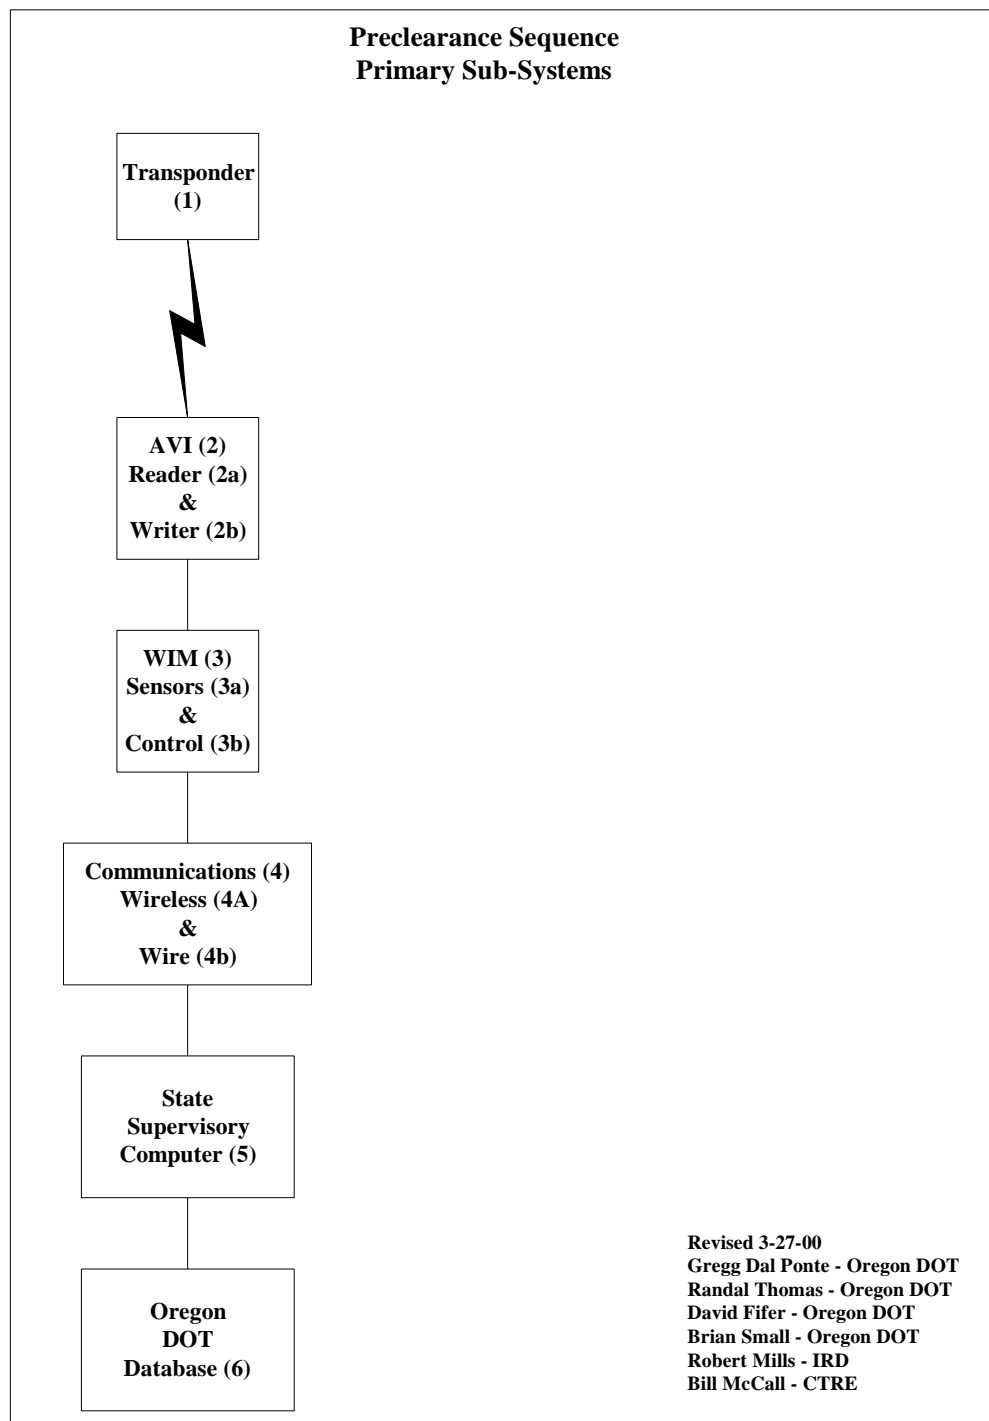 Preclearance Sequence
Primary Sub-Systems
Transponder
(1)
AVI (2)
Reader (2a)
&
Writer (2b)
WIM (3)
Sensors (3a)
&
Control (3b)
Communications (4)
Wireless (4A)
&
Wire (4b)
State
Supervisory
Computer (5)
Oregon
DOT
Database (6)
Revised 3-27-00
Gregg Dal Ponte - Oregon DOT
Randal Thomas - Oregon DOT
David Fifer - Oregon DOT
Brian Small - Oregon DOT
Robert Mills - IRD
Bill McCall - CTRE